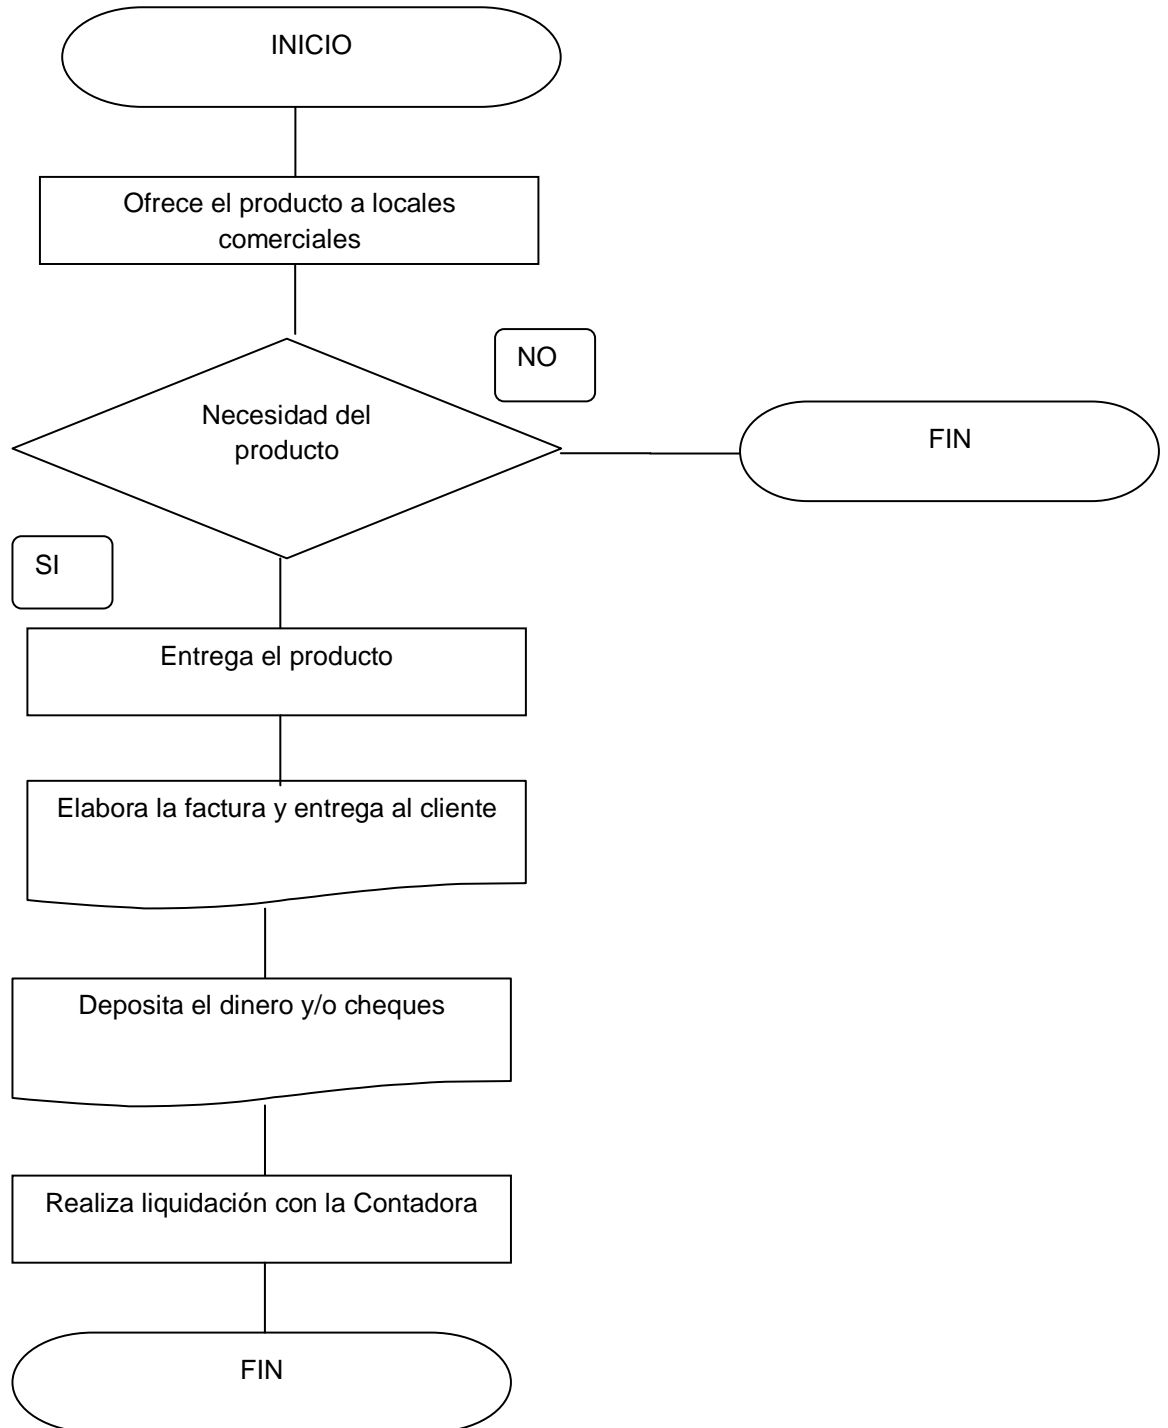 INICIO
Ofrece el producto a locales
comerciales
NO
Necesidad del
producto
FIN
SI
Entrega el producto
Elabora la factura y entrega al cliente
Deposita el dinero y/o cheques
Realiza liquidación con la Contadora
FIN